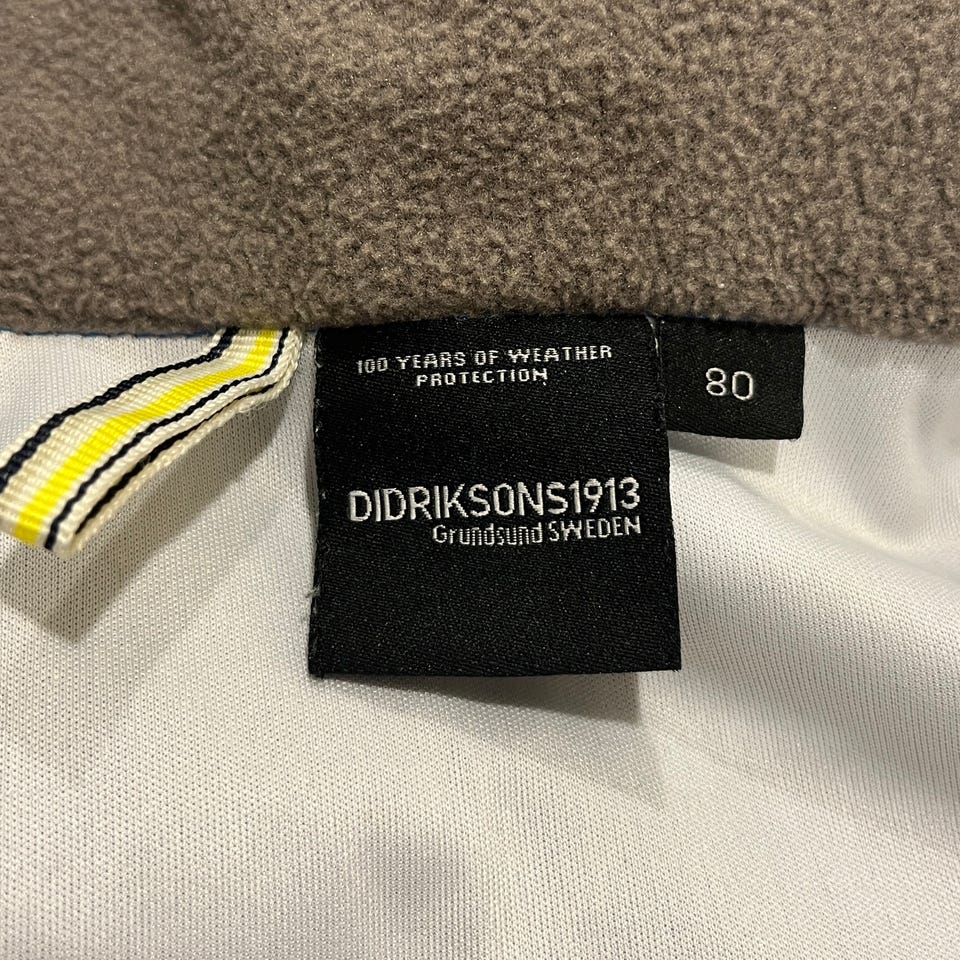 100 YEARS OF WEATHER
PROTECTION
80
DIDRIKSONS1913
Grundsund SWEDEN